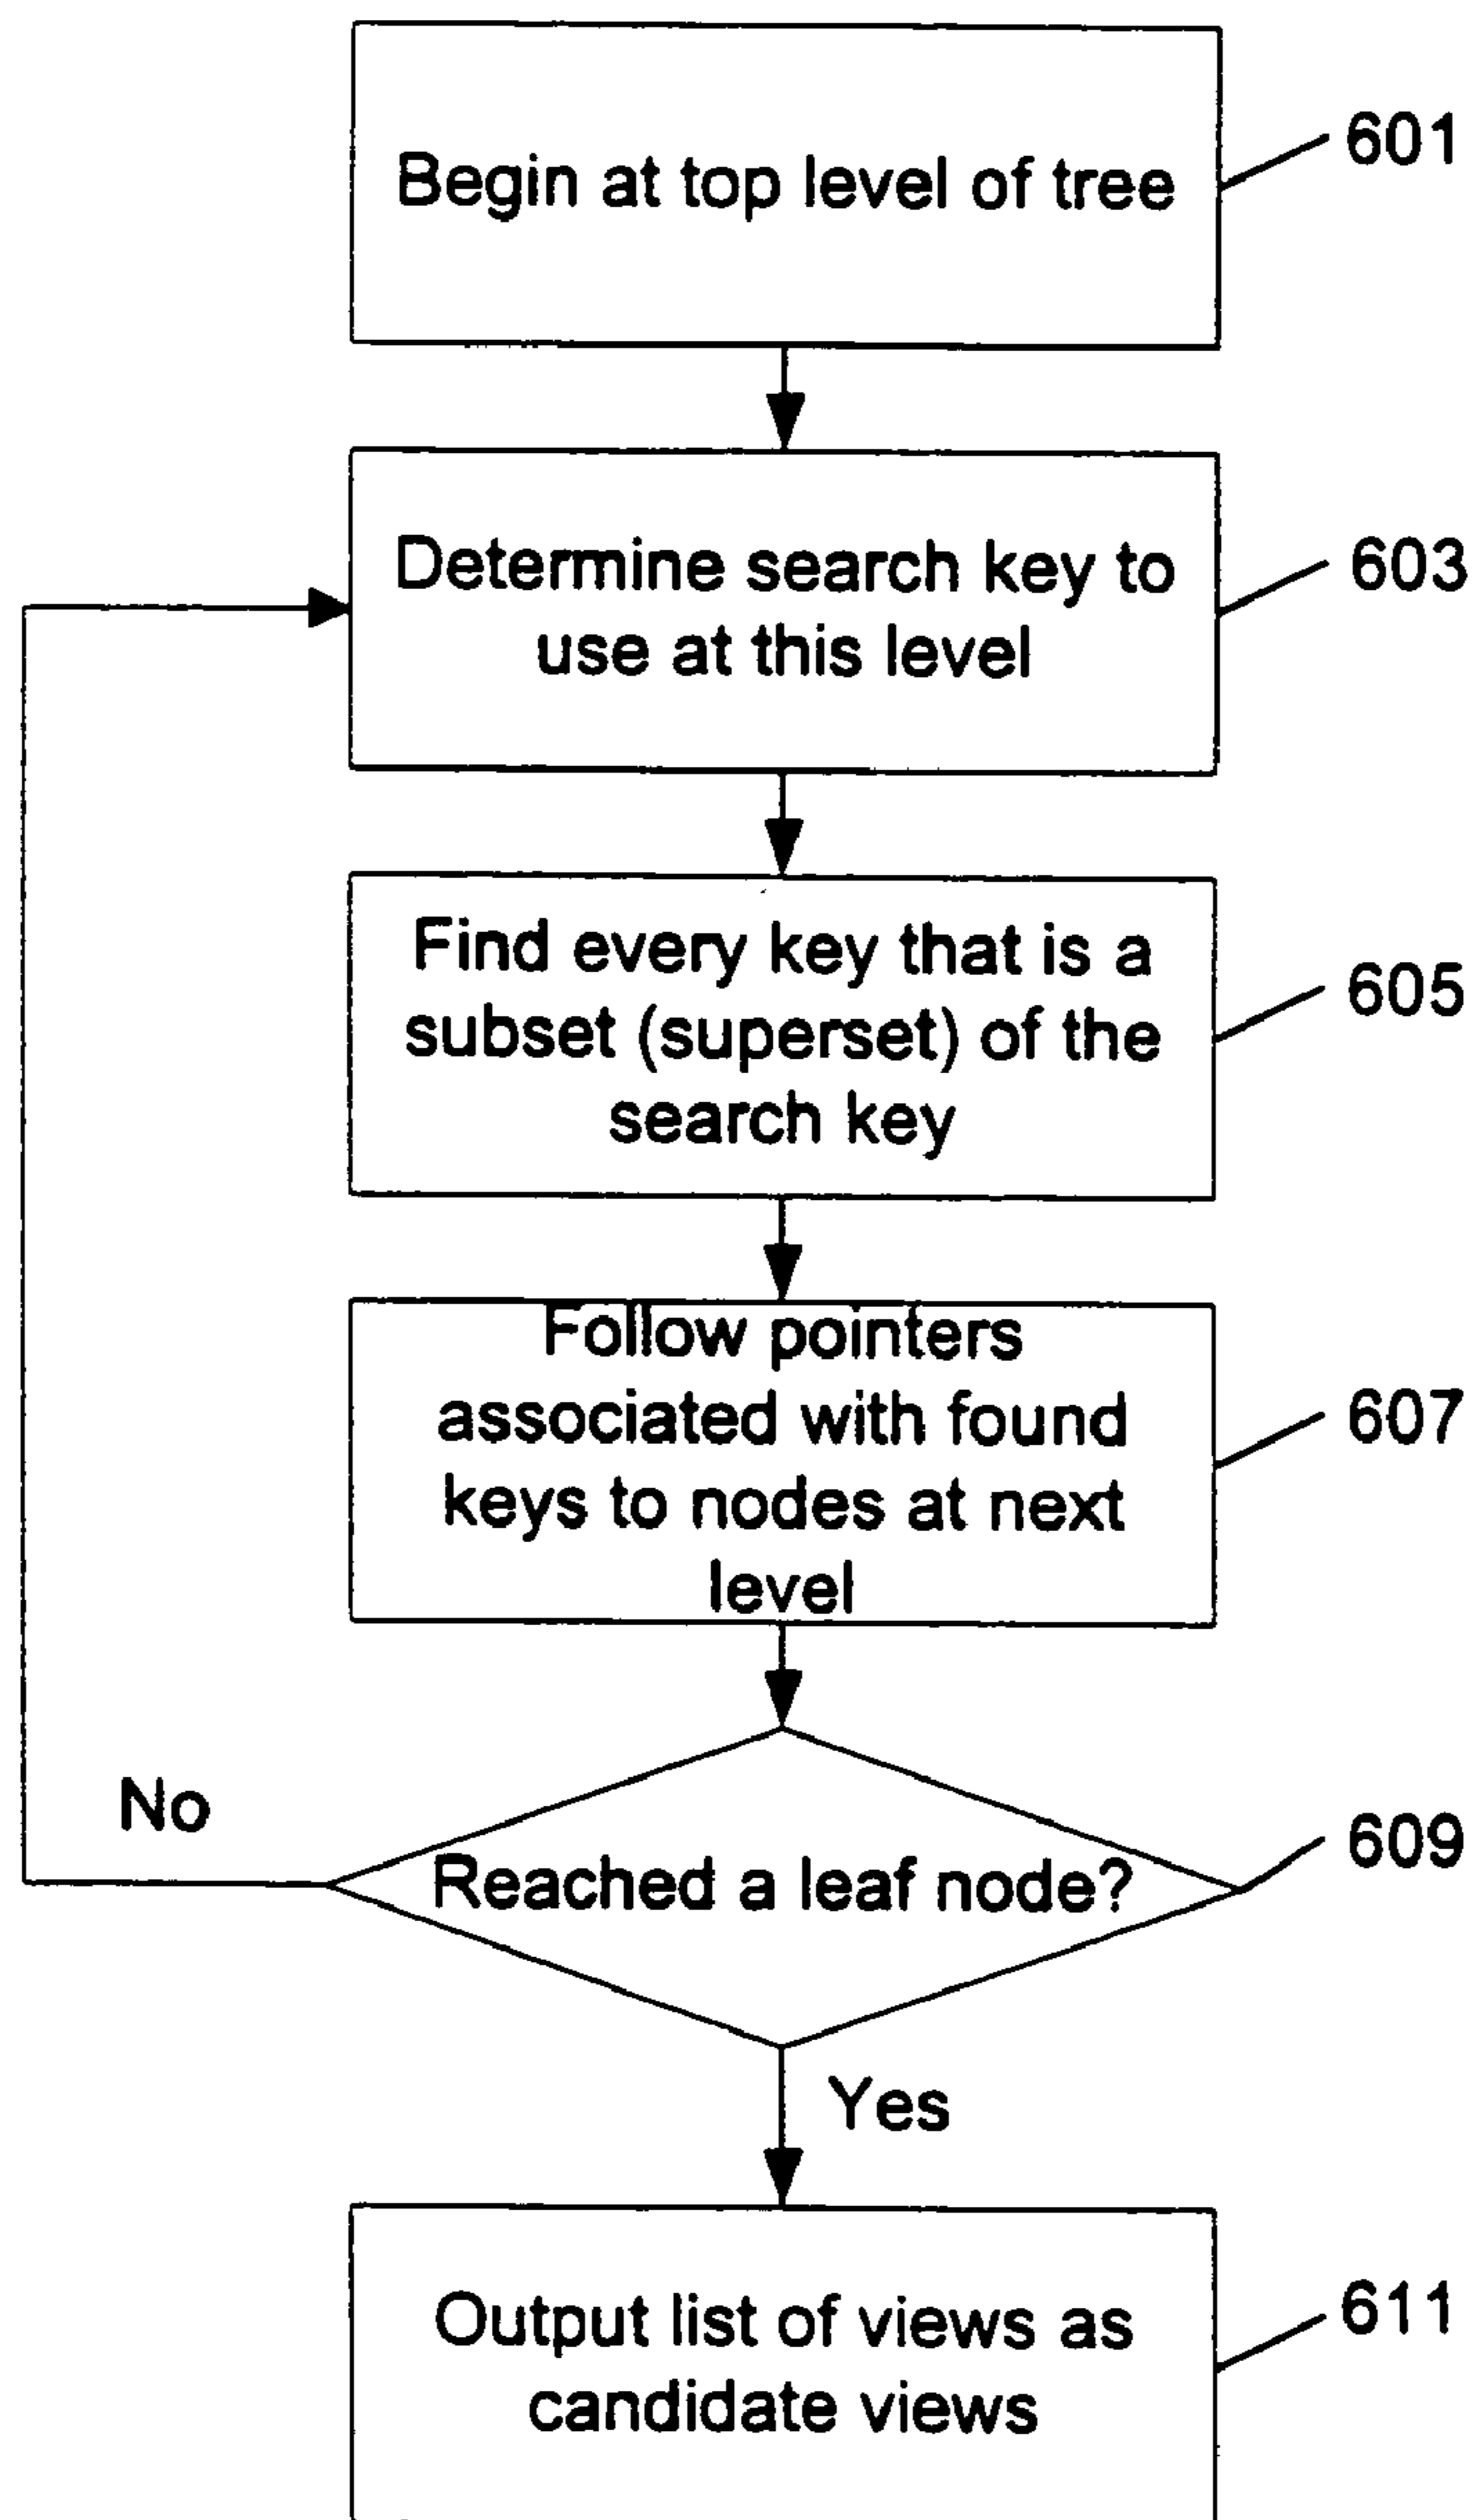 Begin at top level of tree
601
Determine search key to
use at this level
603
Find every key that is a
subset (superset) of the
search key
605
Follow pointers
associated with found
keys to nodes at next
level
607
No
Reached a leaf node?
609
Yes
Output list of views as
candidate views
611